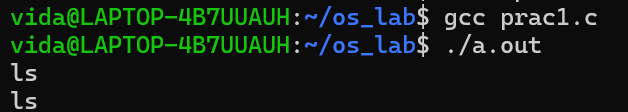 vida@LAPTOP-4B7UUAUH:~/os_lab$ gcc prac1.c
vida@LAPTOP-4B7UUAUH:~/os_lab$ ./a.out
ls
ls